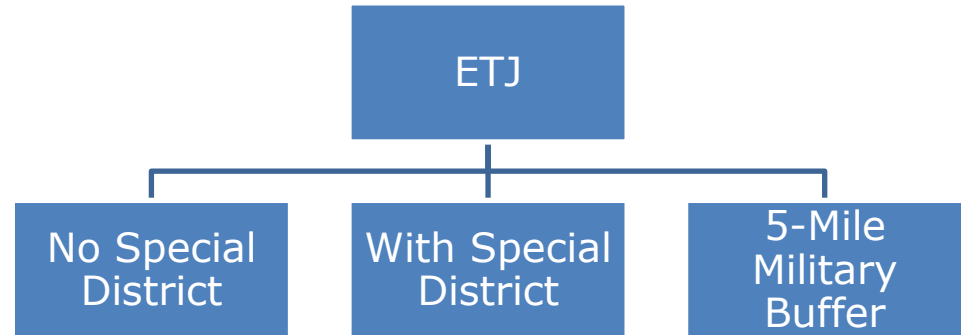 ETJ
No Special
District
With Special
District
5-Mile
Military
Buffer